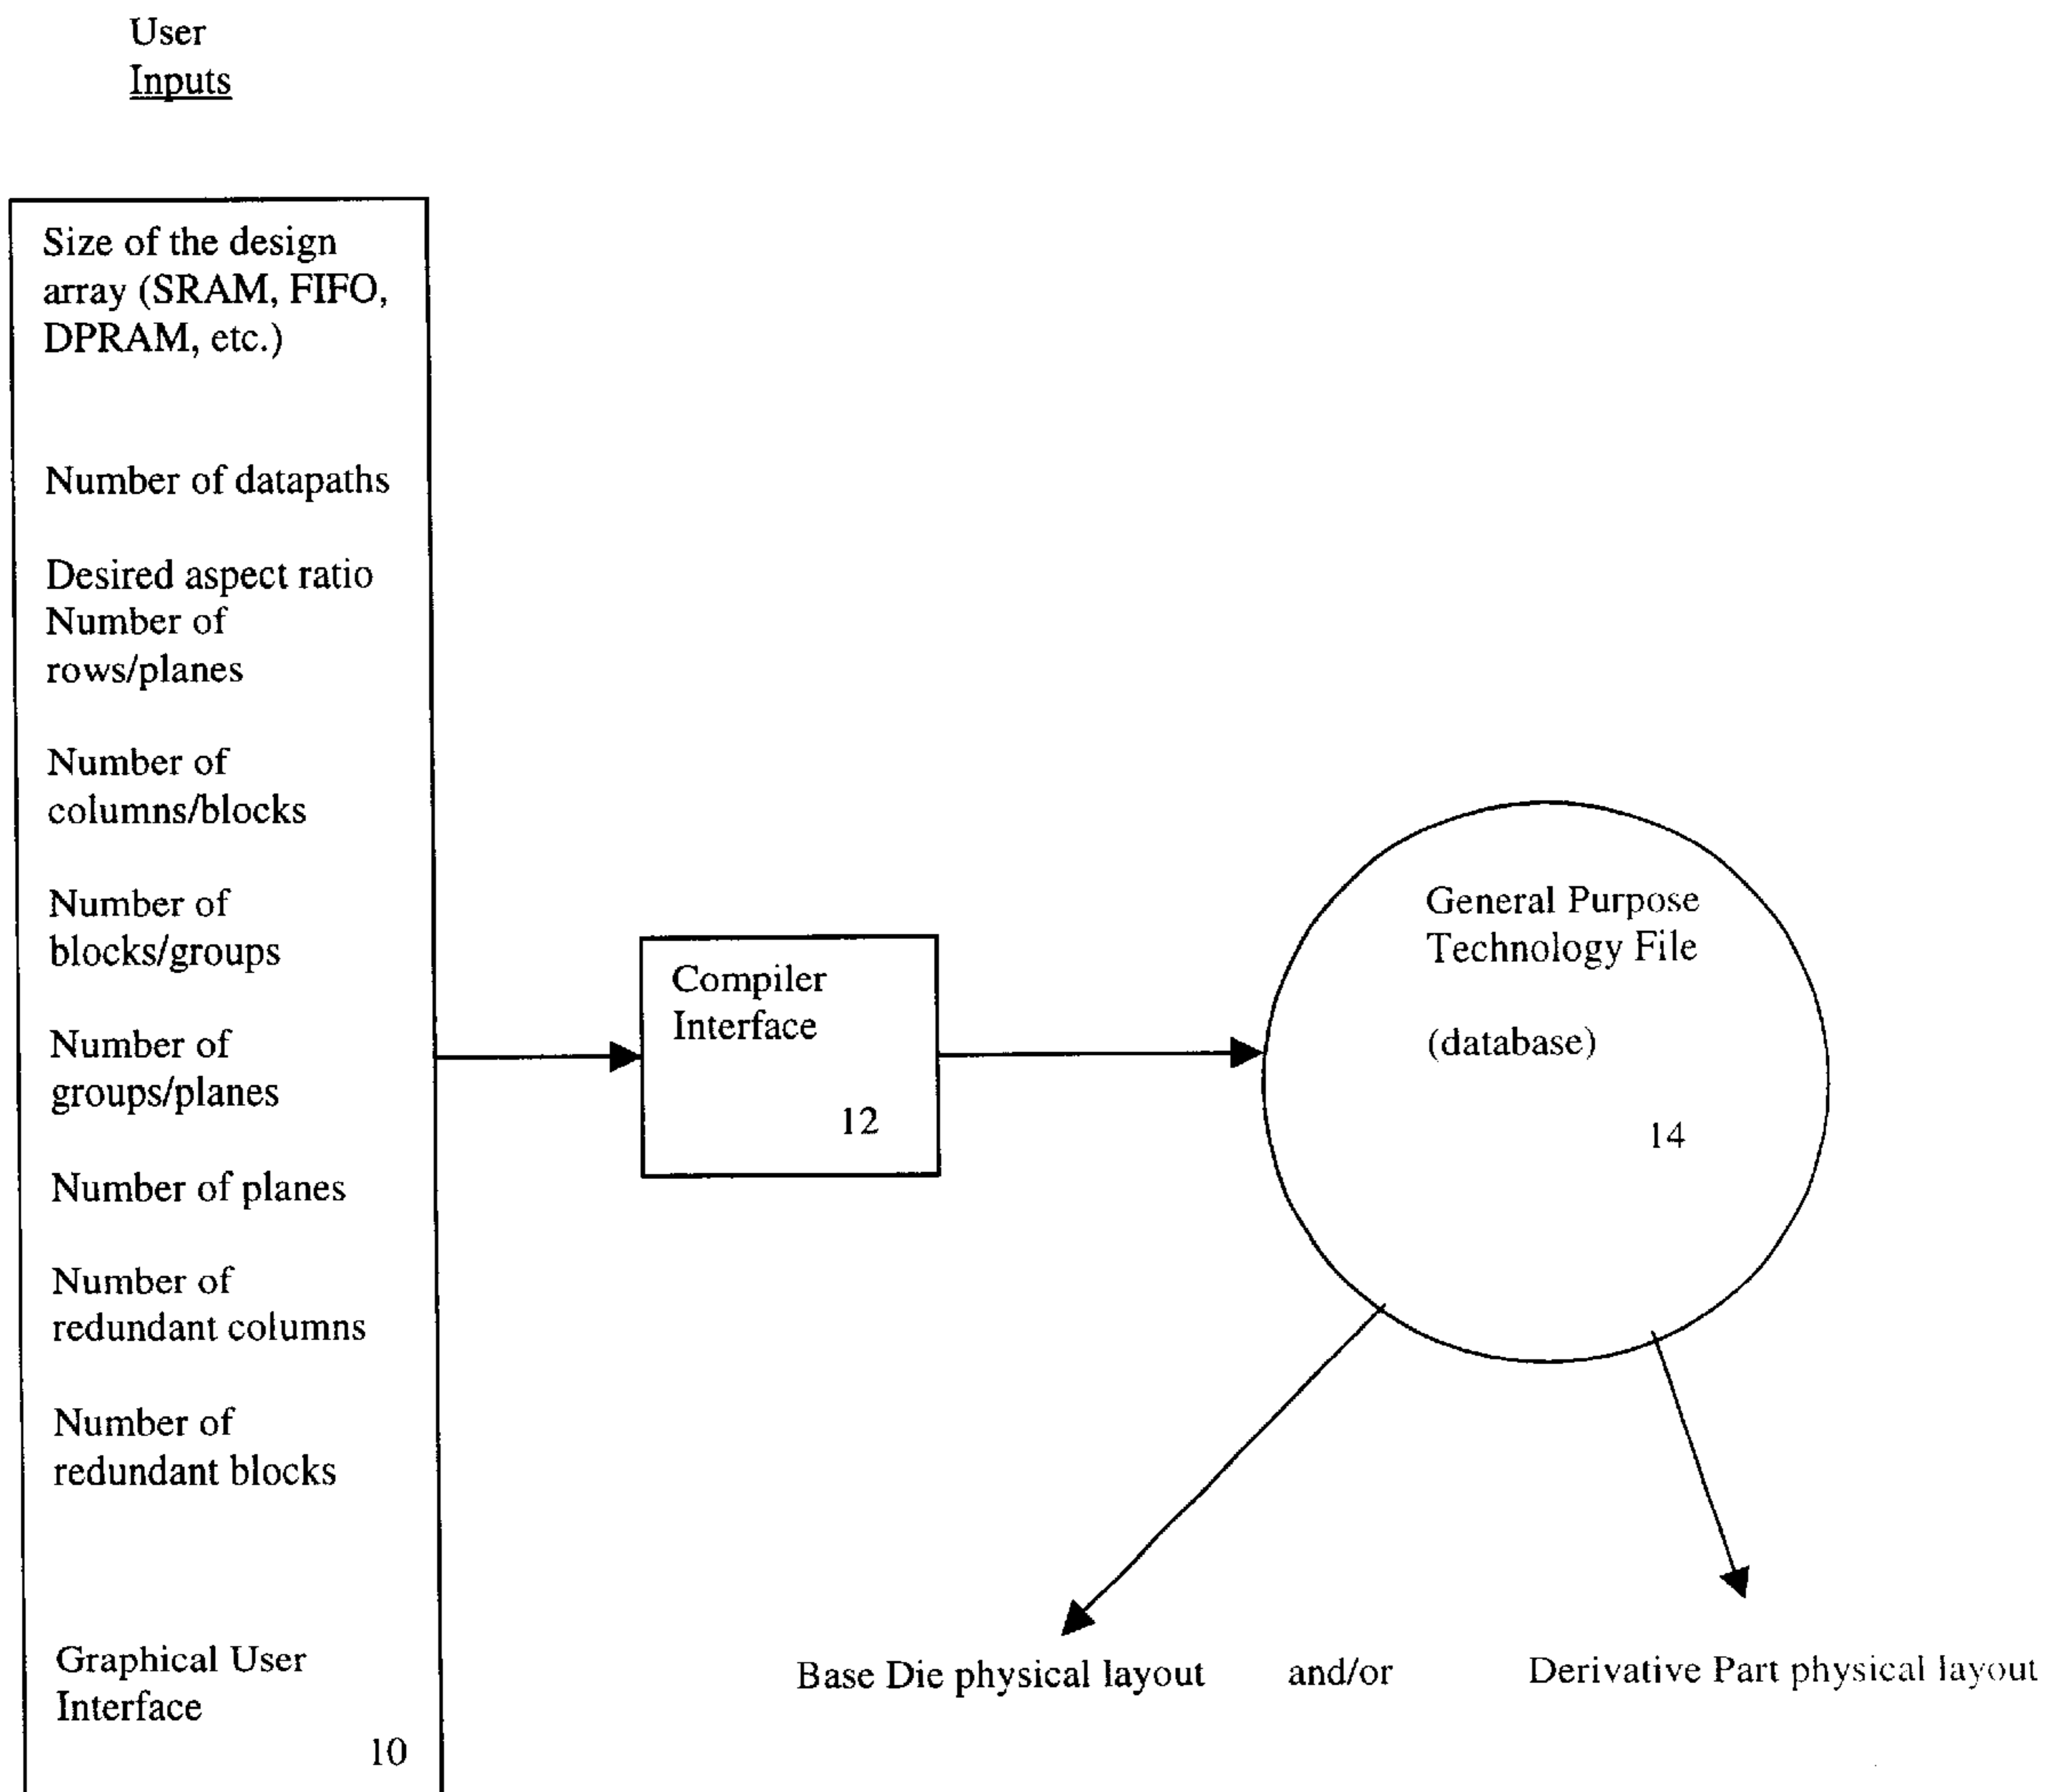 User
Inputs
Size of the design
array (SRAM, FIFO,
DPRAM, etc.)
Number of datapaths
Desired aspect ratio
Number of
rows/planes
Number of
columns/blocks
Number of
blocks/groups
Number of
groups/planes
Number of planes
Number of
redundant columns
Number of
redundant blocks
Graphical User
Interface
10
Compiler
Interface
12
General Purpose
Technology File
(database)
14
Base Die physical layout and/or Derivative Part physical layout